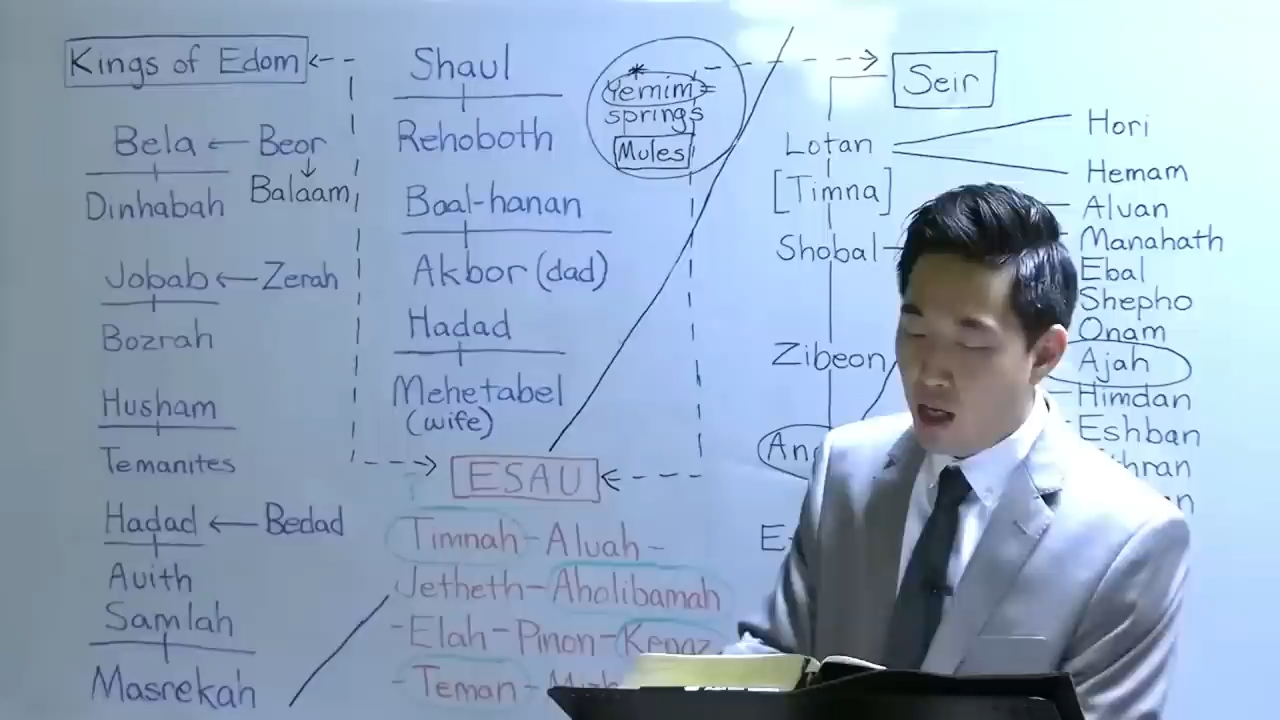 Kings of Edom
Bela ← Beor
Dinhabah
Balaam
Jobab ← Zerah
Bozrah
Husham
Temanites
Hadad ← Bedad
Avith
Samlah
Masrekah
Shaul
Rehoboth
Baal-hanan
Akbor (dad)
Hadad
Mehetabel
(wife)
*
Yemim =
springs
Mules
ESAU
Timnah - Aluah -
Jetheth - Aholibamah
- Elah - Pinon - Kenaz
- Teman -
Seir
Lotan
[Timna]
Shobal
Zibeon
Hori
Hemam
Alvan
Manahath
Ebal
Shepho
Onam
Ajah
Himdan
Eshban